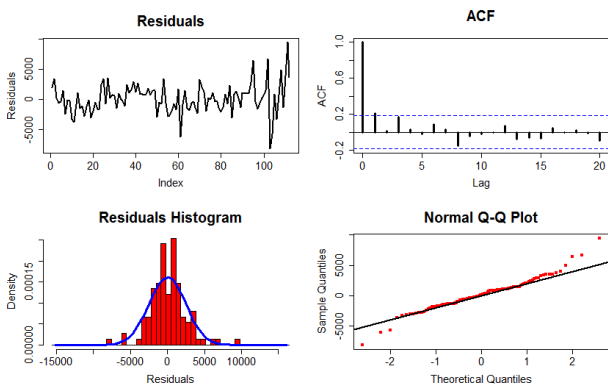 Residuals
Residuals
5000
0
-5000
0
20
40
60
80
100
Index
ACF
ACF
1.0
0.6
0.2
-0.2
0
5
10
15
20
Lag
Residuals Histogram
Density
0.00015
0.00000
-15000
-5000
0
5000
10000
Residuals
Normal Q-Q Plot
Sample Quantiles
5000
0
-5000
-2
-1
0
1
2
Theoretical Quantiles